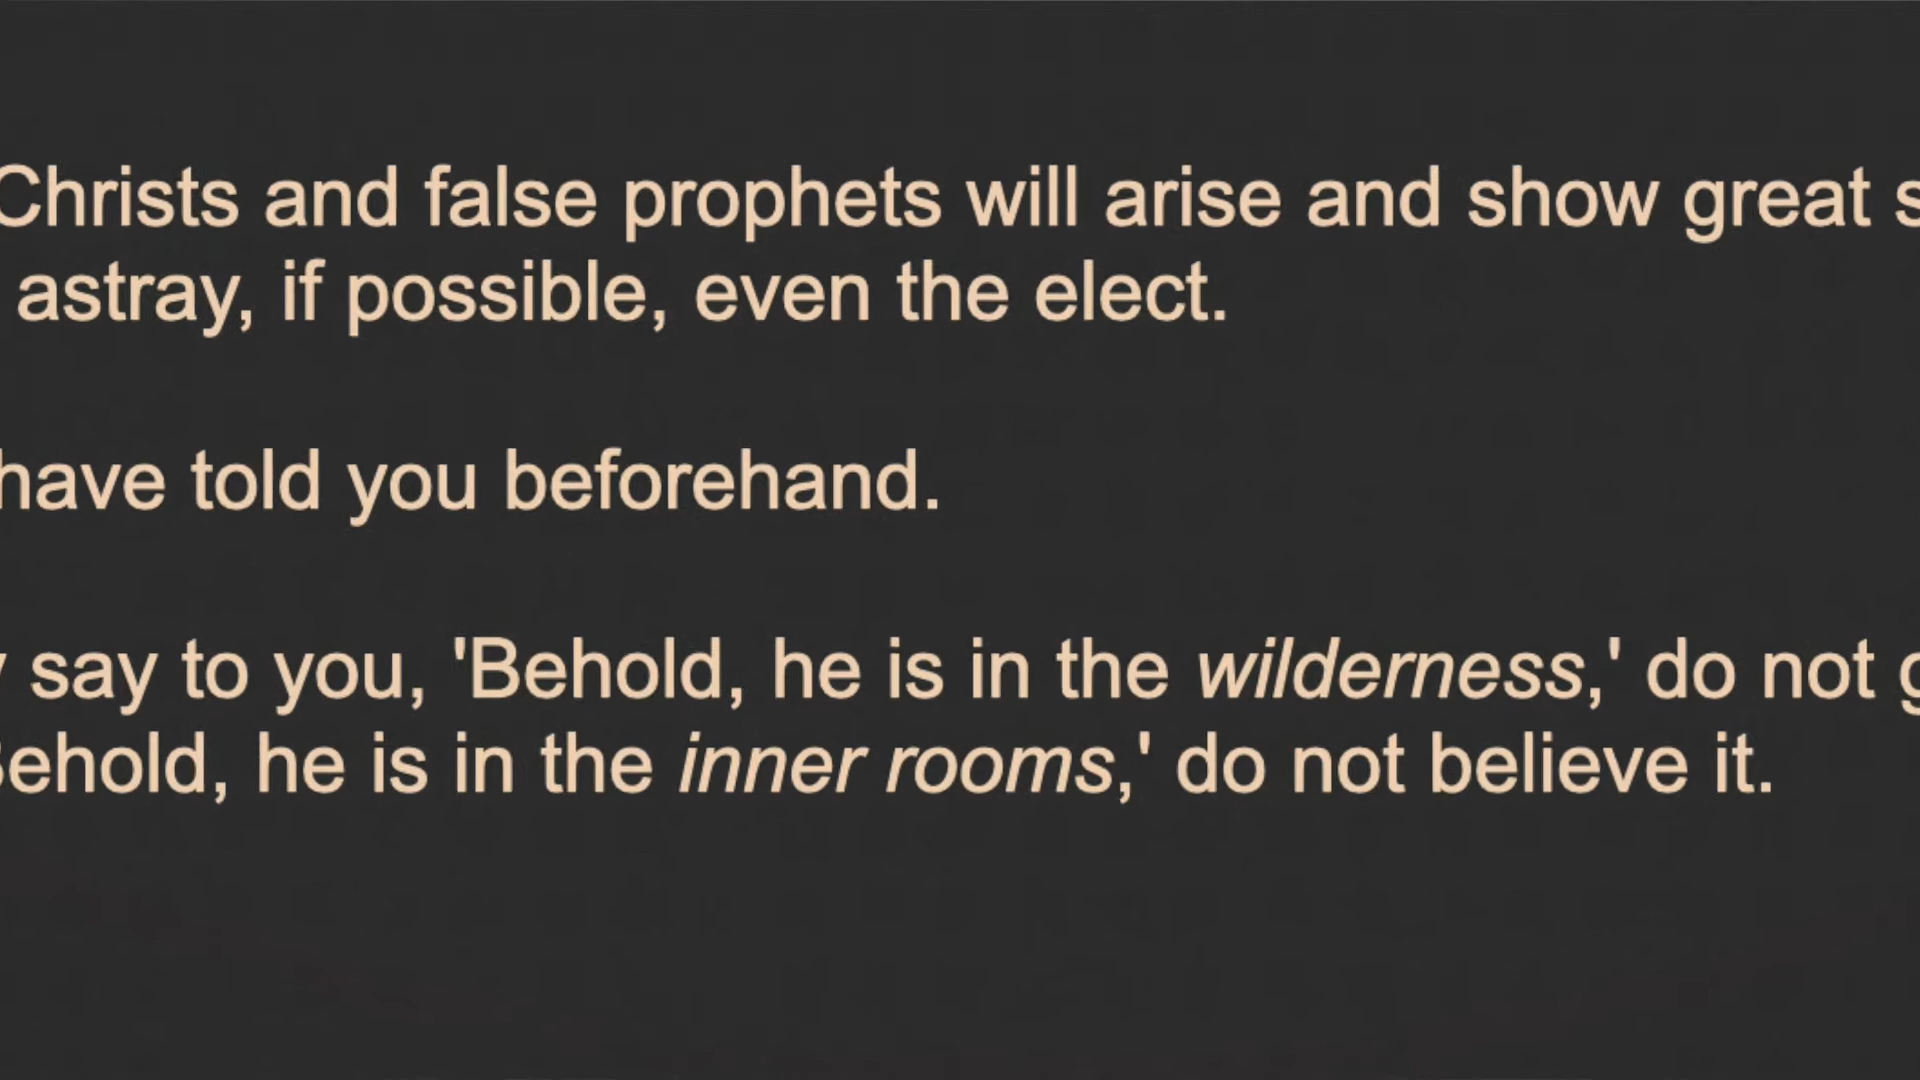 Christs and false prophets will arise and show great
astray, if possible, even the elect.
have told you beforehand.
say to you, 'Behold, he is in the wilderness,' do not
Behold, he is in the inner rooms,' do not believe it.